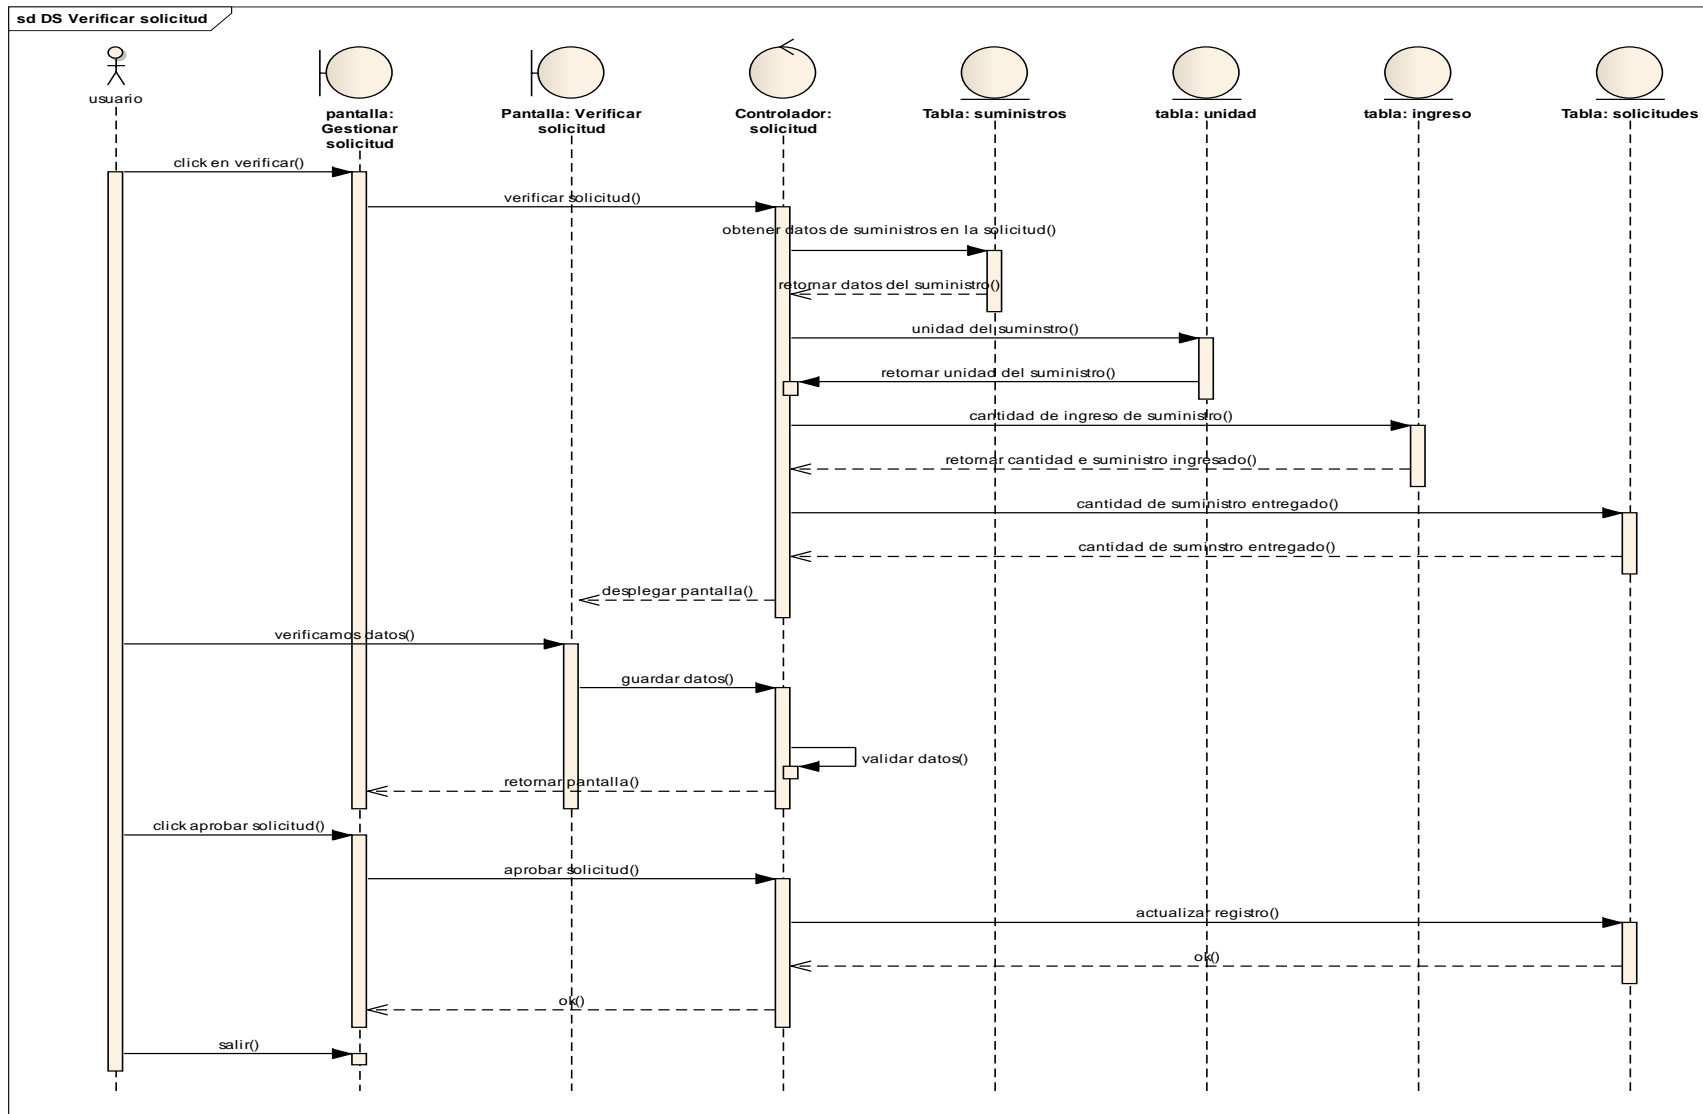 sd DS Verificar solicitud
usuario
pantalla:
Gestionar
solicitud
Pantalla: Verificar
solicitud
Controlador:
solicitud
Tabla: suministros
tabla: unidad
tabla: ingreso
Tabla: solicitudes
click en verificar()
verificar solicitud()
obtener datos de suministros en la solicitud()
retornar datos del suministro()
unidad del suminstro()
retornar unidad del suministro()
cantidad de ingreso de suministro()
retornar cantidad e suministro ingresado()
cantidad de suministro entregado()
cantidad de suminstro entregado()
desplegar pantalla()
verificamos datos()
guardar datos()
validar datos()
retornar pantalla()
click aprobar solicitud()
aprobar solicitud()
actualizar registro()
ok()
ok()
salir()